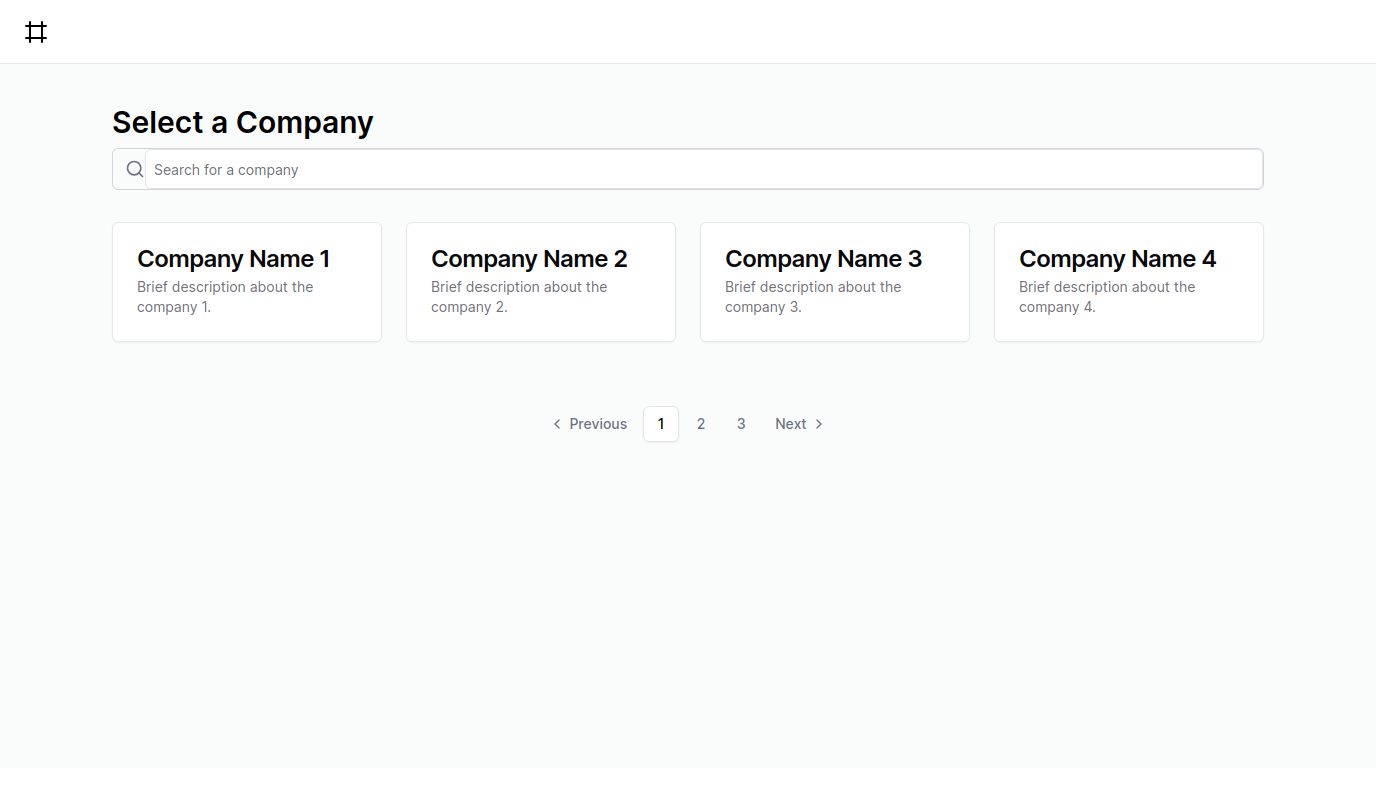 Select a Company
Search for a company
Company Name 1
Brief description about the
company 1.
Company Name 2
Brief description about the
company 2.
Company Name 3
Brief description about the
company 3.
Company Name 4
Brief description about the
company 4.
Previous 1 2 3 Next